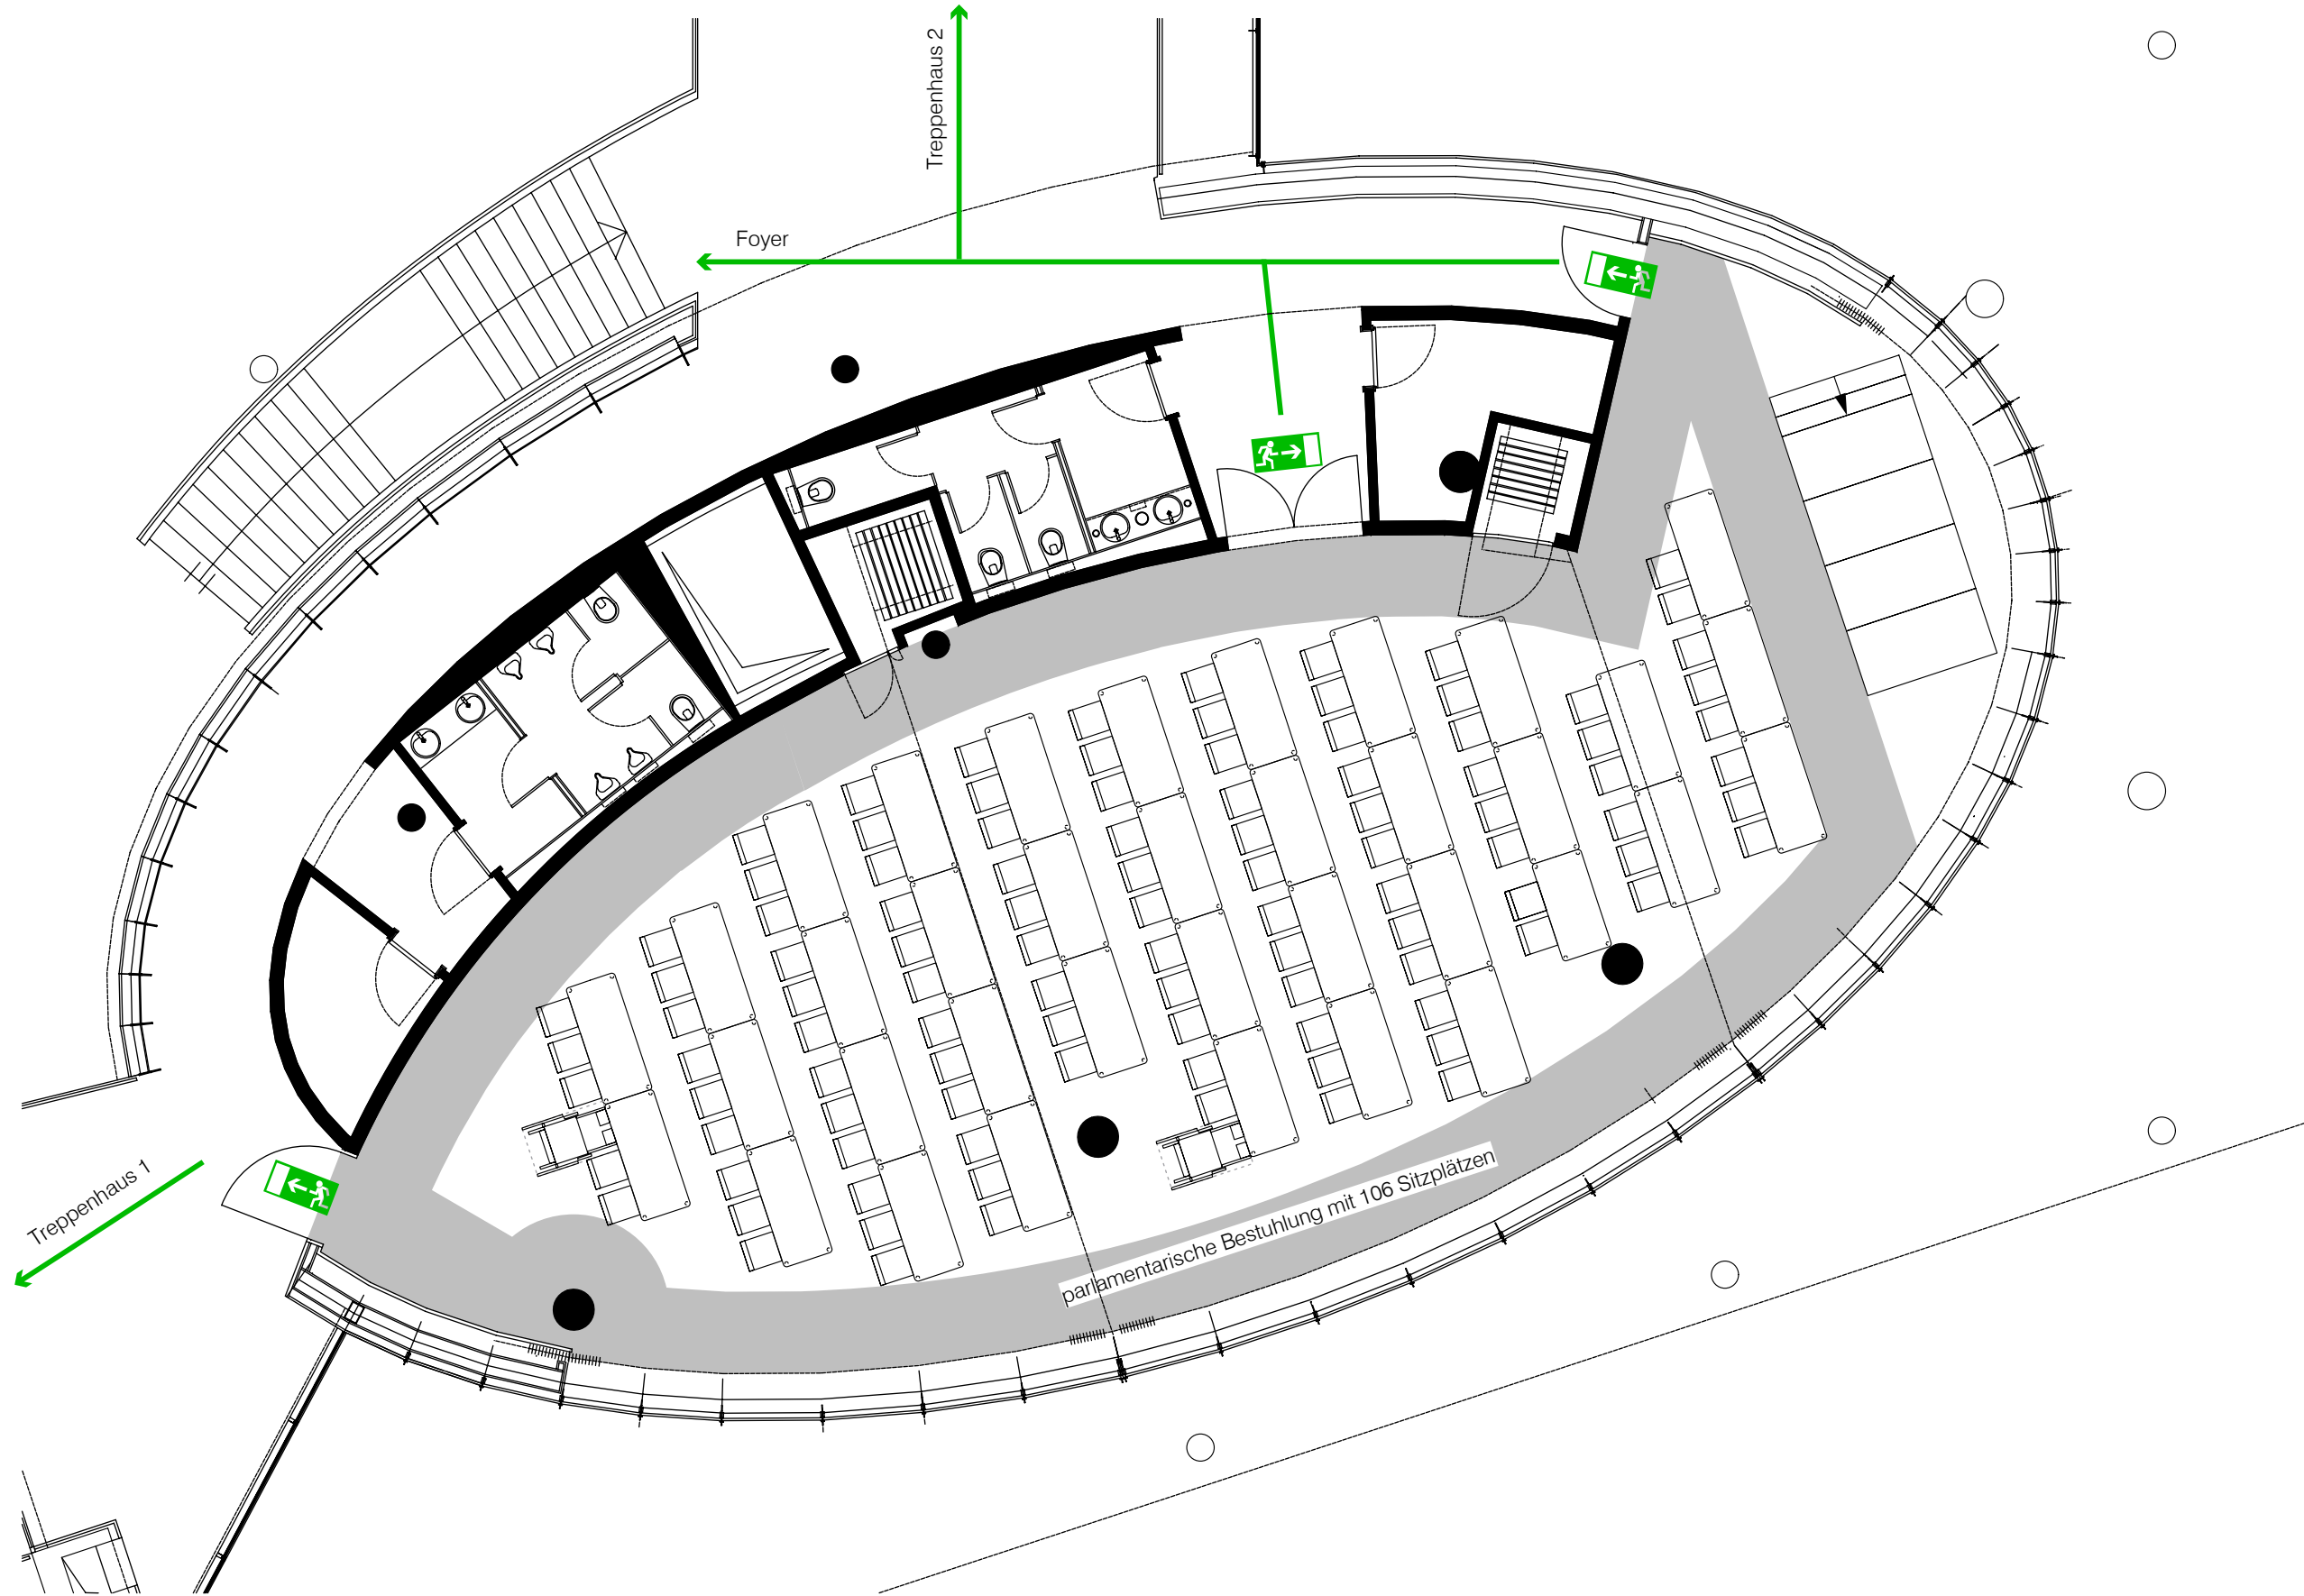 Treppenhaus 2
Foyer
Treppenhaus 1
parlamentarische Bestuhlung mit 106 Sitzplätzen